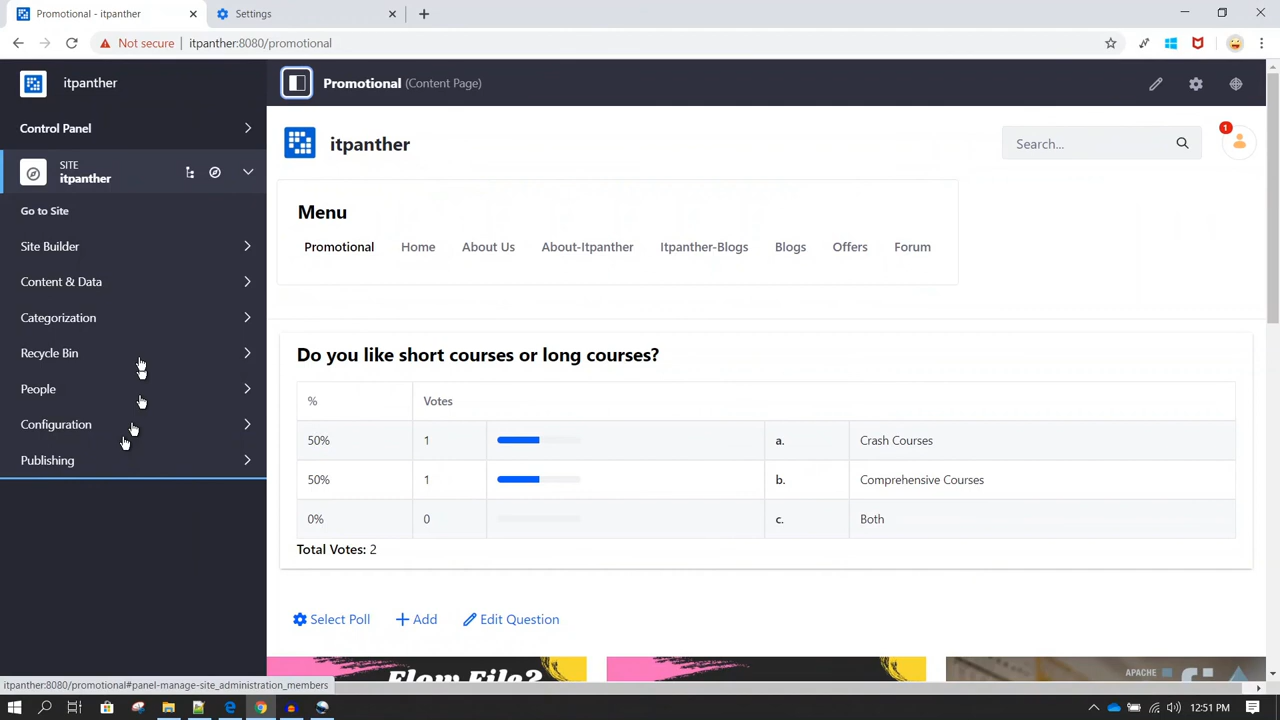 Promotional - itpanther
Settings
Not secure
itpanther:8080/promotional
itpanther
Promotional (Content Page)
Control Panel
itpanther
Search...
1
SITE
itpanther
Go to Site
Menu
Site Builder
Promotional Home About Us About-Itpanther Itpanther-Blogs Blogs Offers Forum
Content & Data
Categorization
Recycle Bin
Do you like short courses or long courses?
People
% Votes
Configuration
50% 1 a. Crash Courses
Publishing
50% 1 b. Comprehensive Courses
0% 0 c. Both
Total Votes: 2
Select Poll Add Edit Question
Flow File?
APACHE
itpanther:8080/promotional#panel-manage-site_administration_members
12:51 PM